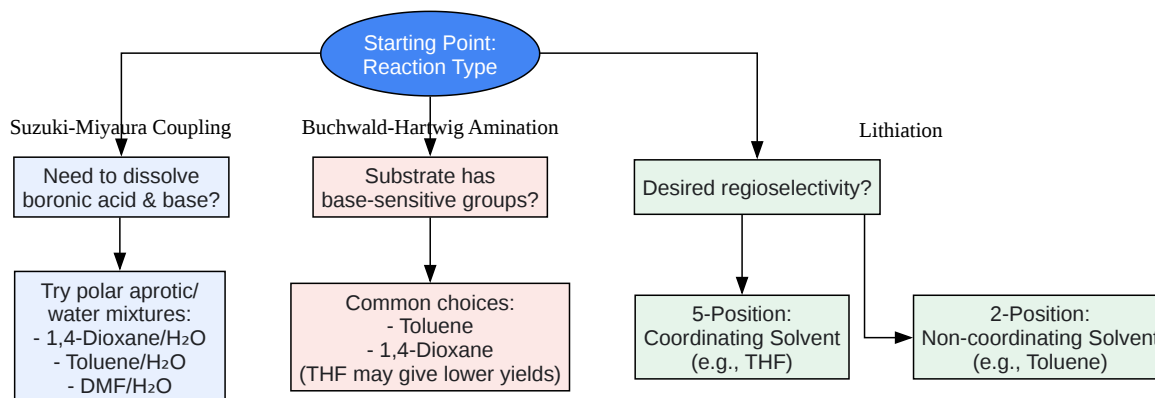 Starting Point:
Reaction Type
Suzuki-Miyaura Coupling
Buchwald-Hartwig Amination
Lithiation
Need to dissolve
boronic acid & base?
Substrate has
base-sensitive groups?
Desired regioselectivity?
Try polar aprotic/
water mixtures:
- 1,4-Dioxane/H₂O
- Toluene/H₂O
- DMF/H₂O
Common choices:
- Toluene
- 1,4-Dioxane
(THF may give lower yields)
5-Position:
Coordinating Solvent
(e.g., THF)
2-Position:
Non-coordinating Solvent
(e.g., Toluene)